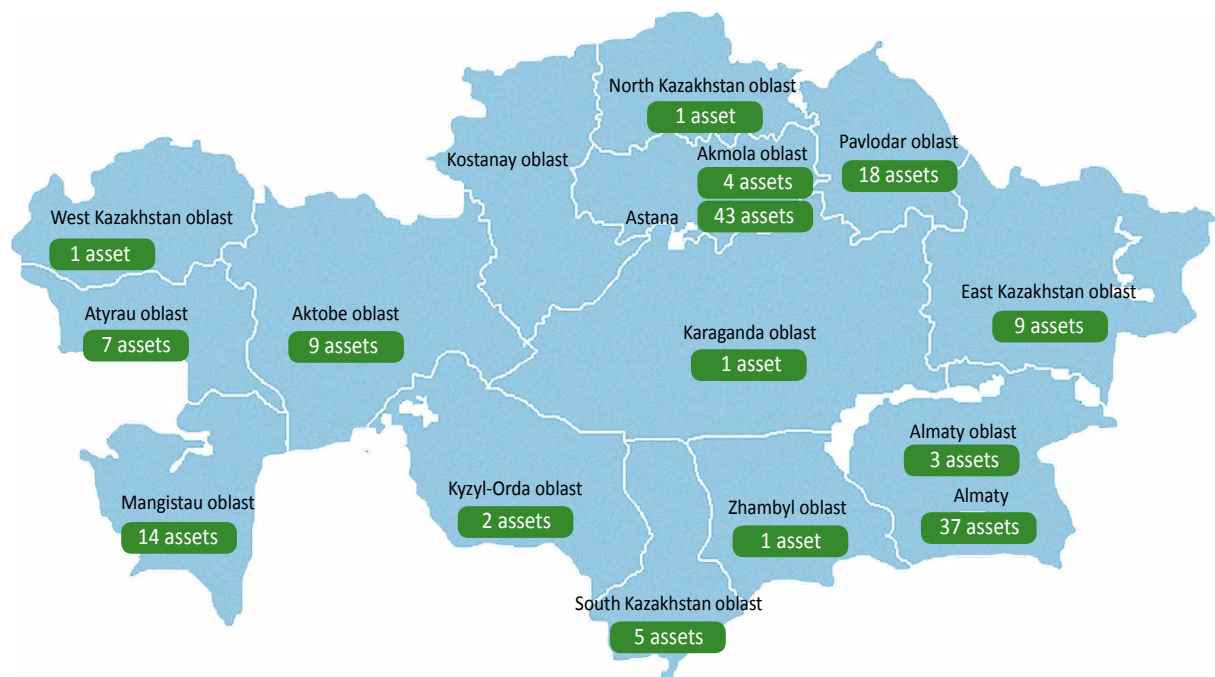 North Kazakhstan oblast
1 asset
Kostanay oblast
Akmola oblast
4 assets
Astana
43 assets
Pavlodar oblast
18 assets
West Kazakhstan oblast
1 asset
Atyrau oblast
7 assets
Aktobe oblast
9 assets
Karaganda oblast
1 asset
East Kazakhstan oblast
9 assets
Mangistau oblast
14 assets
Kyzyl-Orda oblast
2 assets
Zhambyl oblast
1 asset
Almaty oblast
3 assets
Almaty
37 assets
South Kazakhstan oblast
5 assets